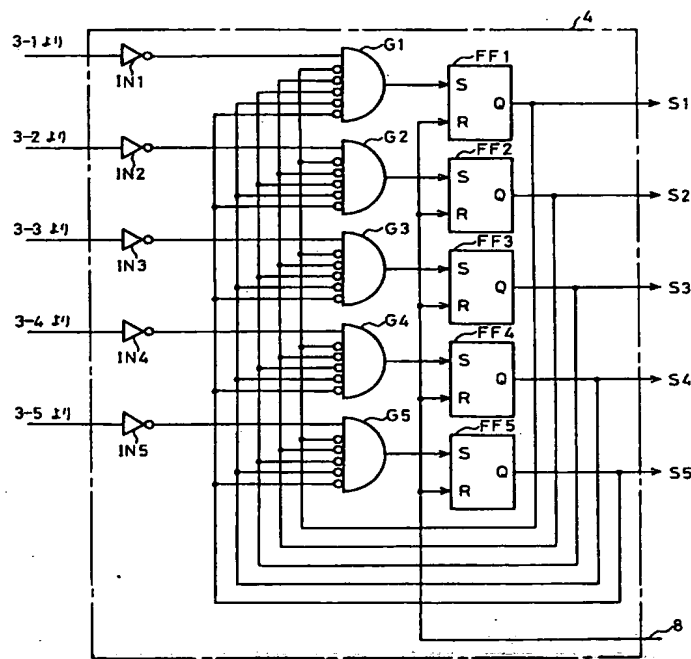 4
3-1 より
IN1
G1
FF1
S
Q
R
S1
3-2 より
IN2
G2
FF2
S
Q
R
S2
3-3 より
IN3
G3
FF3
S
Q
R
S3
3-4 より
IN4
G4
FF4
S
Q
R
S4
3-5 より
IN5
G5
FF5
S
Q
R
S5
8